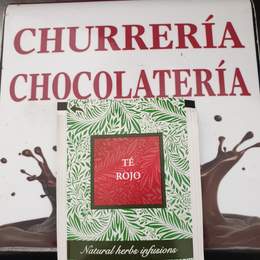 CHURRERÍA
CHOCOLATERÍA
TÉ
ROJO
Natural herbs infusions